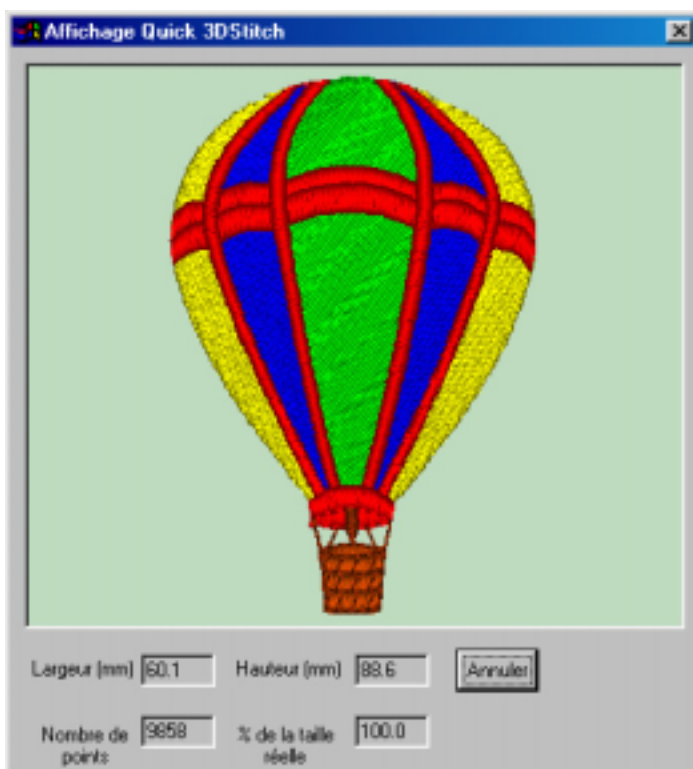 Affichage Quick 3DStitch
Largeur (mm) 60.1 Hauteur (mm) 88.6 Annuler
Nombre de points 9858 % de la taille réelle 100.0